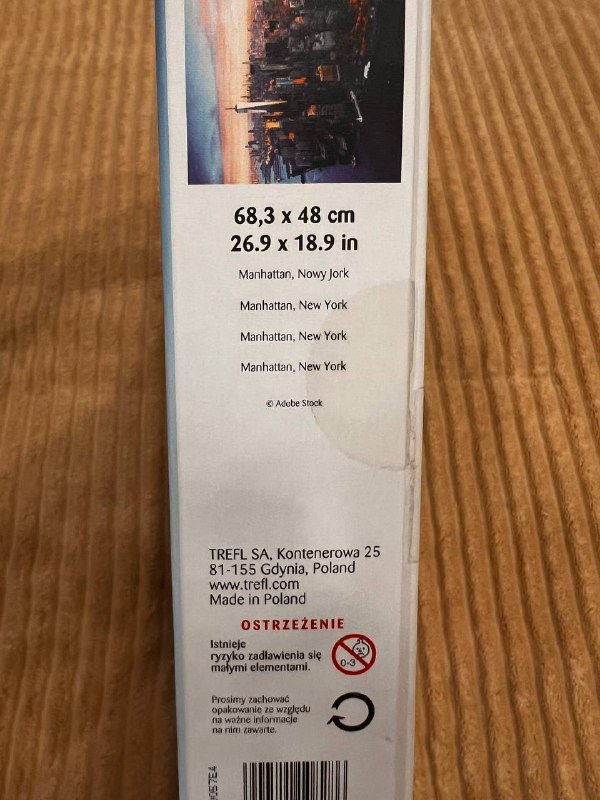 68,3 x 48 cm
26.9 x 18.9 in
Manhattan, Nowy Jork
Manhattan, New York
Manhattan, New York
Manhattan, New York
© Adobe Stock
TREFL SA, Kontenerowa 25
81-155 Gdynia, Poland
www.trefl.com
Made in Poland
OSTRZEŻENIE
Istnieje
ryzyko zadławienia się
małymi elementami.
0-3
Prosimy zachować
opakowanie ze względu
na ważne informacje
na nim zawarte.